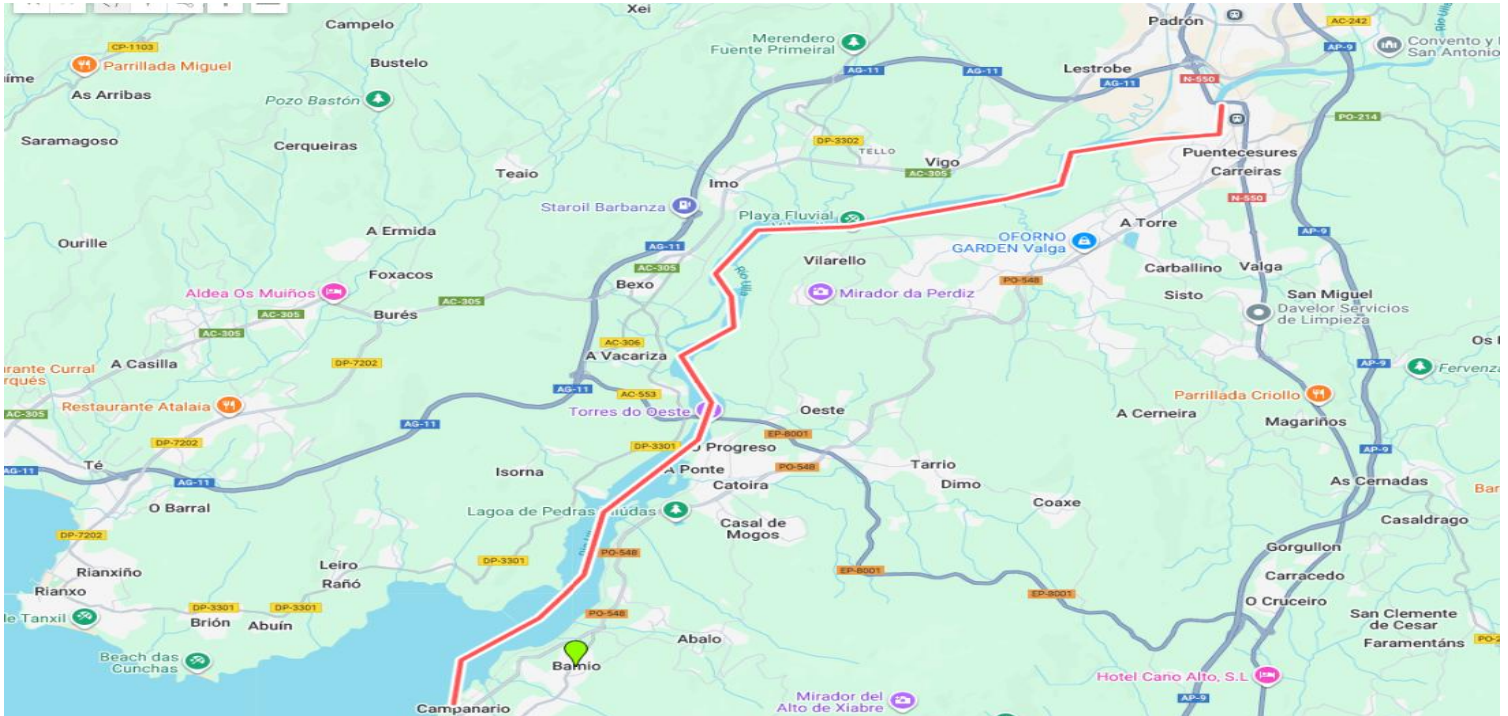 Xei
Campelo
Padrón
AC-242
Río Ulla
CP-1103
Parrillada Miguel
Bustelo
Merendero
Fuente Primeiral
AG-11
AG-11
Lestrobe
AG-11
N-550
AP-9
Convento y
San Antonio
As Arribas
Pozo Bastón
Saramagoso
Cerqueiras
PO-214
DP-3302
TELLO
Vigo
AC-305
Puentecesures
Carreiras
N-550
Teaio
Imo
Staroil Barbanza
Playa Fluvial
A Torre
AP-9
Ourille
A Ermida
AG-11
OFORNO
GARDEN Valga
Vilarello
Foxacos
AC-305
Bexo
Río Ulla
Carballino
Valga
PO-548
Aldea Os Muiños
AC-305
Mirador da Perdiz
Sisto
San Miguel
AC-305
Burés
Davelor Servicios
de Limpieza
AC-305
AC-306
A Vacariza
A Casilla
DP-7202
AP-9
Fervenza
AG-11
AC-553
Parrillada Criollo
AC-305
Restaurante Atalaia
Torres do Oeste
Oeste
A Cerneira
Magariños
AG-11
DP-7202
DP-3301
EP-8001
O Progreso
AP-9
Té
AG-11
Isorna
A Ponte
PO-548
Tarrio
AG-11
Catoira
Dimo
As Cernadas
O Barral
Lagoa de Pedras Miúdas
Coaxe
Casal de
Mogos
Casaldrago
DP-7202
PO-548
Gorgullon
Rianxiño
Leiro
DP-3301
EP-8001
Carracedo
Rianxo
Rañó
EP-8001
O Cruceiro
DP-3301
DP-3301
PO-548
San Clemente
de Cesar
Brión
Abuín
Abalo
Faramentáns
Beach das
Cunchas
Bamio
Hotel Cano Alto, S.L
Mirador del
Alto de Xiabre
AP-9
Campanario